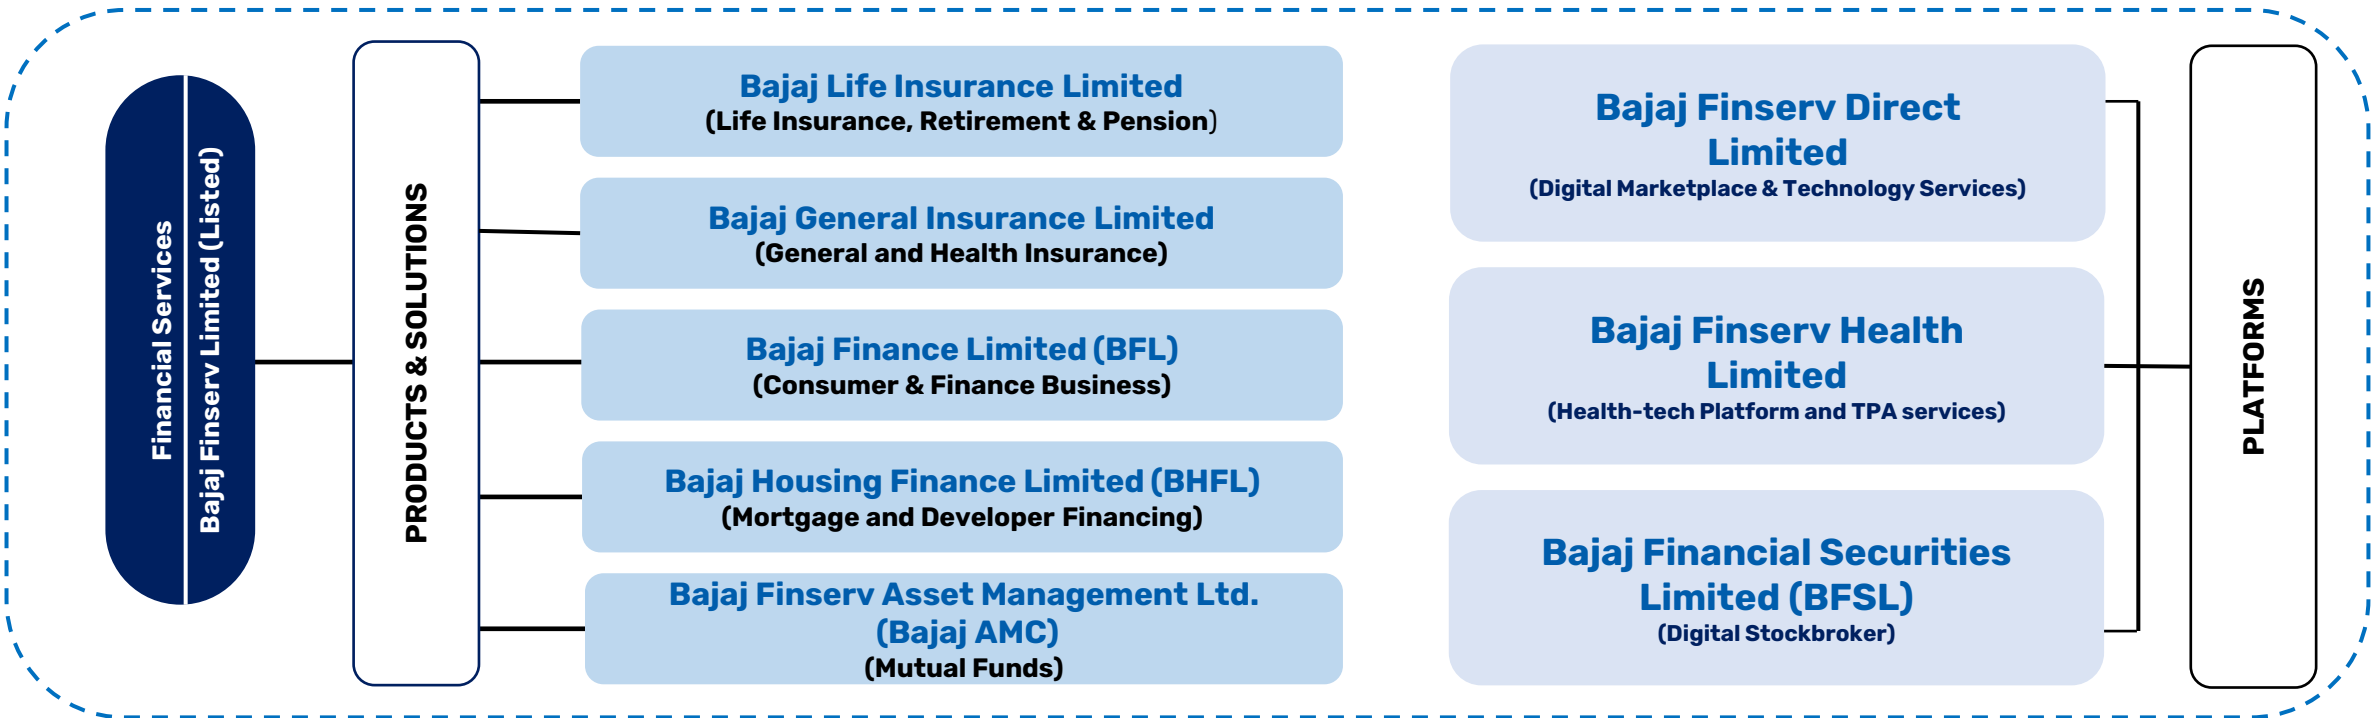 Financial Services
Bajaj Finserv Limited (Listed)
PRODUCTS & SOLUTIONS
Bajaj Life Insurance Limited
(Life Insurance, Retirement & Pension)
Bajaj General Insurance Limited
(General and Health Insurance)
Bajaj Finance Limited (BFL)
(Consumer & Finance Business)
Bajaj Housing Finance Limited (BHFL)
(Mortgage and Developer Financing)
Bajaj Finserv Asset Management Ltd.
(Bajaj AMC)
(Mutual Funds)
Bajaj Finserv Direct
Limited
(Digital Marketplace & Technology Services)
Bajaj Finserv Health
Limited
(Health-tech Platform and TPA services)
Bajaj Financial Securities
Limited (BFSL)
(Digital Stockbroker)
PLATFORMS